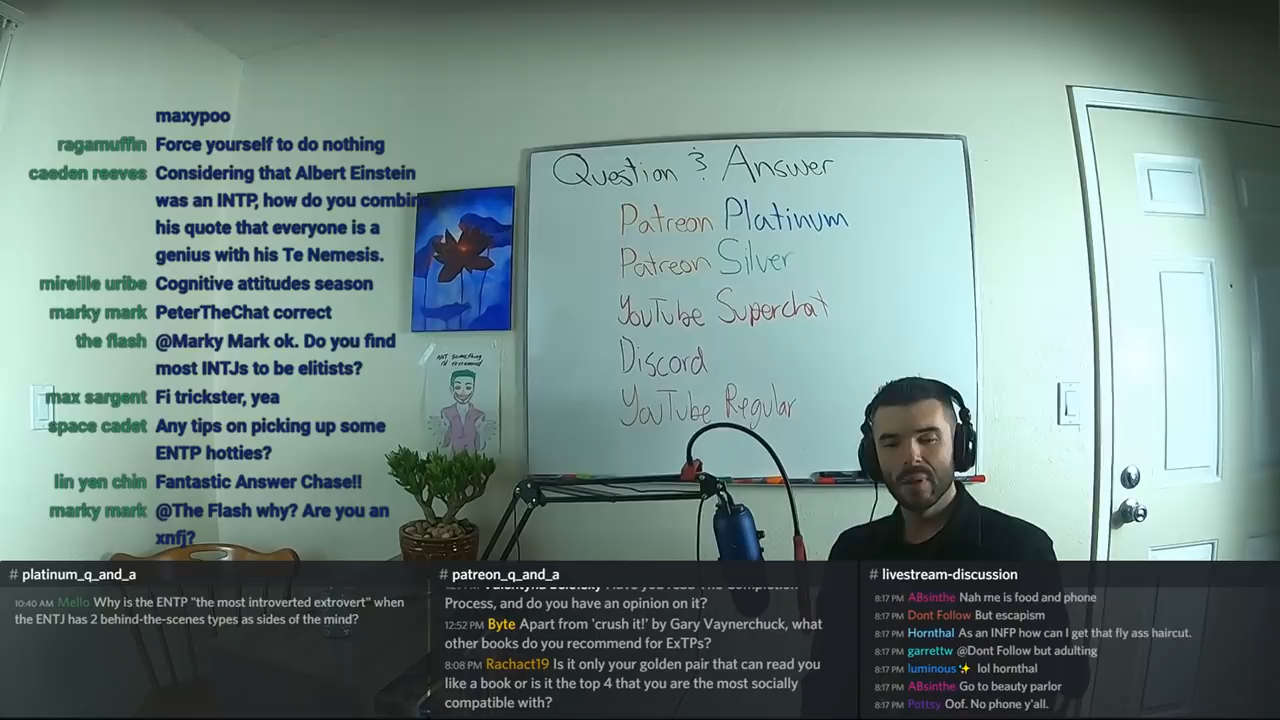 maxypoo
ragamuffin Force yourself to do nothing
caeden reeves Considering that Albert Einstein
was an INTP, how do you combine
his quote that everyone is a
genius with his Te Nemesis.
mireille uribe Cognitive attitudes season
marky mark PeterTheChat correct
the flash @Marky Mark ok. Do you find
most INTJs to be elitists?
max sargent Fi trickster, yea
space cadet Any tips on picking up some
ENTP hotties?
lin yen chin Fantastic Answer Chase!!
marky mark @The Flash why? Are you an
xnfj?
Question & Answer
Patreon Platinum
Patreon Silver
YouTube Superchat
Discord
YouTube Regular
NOT something
I'd recommend
# platinum_q_and_a
10:40 AM Mello Why is the ENTP "the most introverted extrovert" when
the ENTJ has 2 behind-the-scenes types as sides of the mind?
# patreon_q_and_a
Process, and do you have an opinion on it?
12:52 PM Byte Apart from 'crush it!' by Gary Vaynerchuck, what
other books do you recommend for ExTPs?
8:08 PM Rachact19 Is it only your golden pair that can read you
like a book or is it the top 4 that you are the most socially
compatible with?
# livestream-discussion
8:17 PM ABsinthe Nah me is food and phone
8:17 PM Dont Follow But escapism
8:17 PM Hornthal As an INFP how can I get that fly ass haircut.
8:17 PM garrettw @Dont Follow but adulting
8:17 PM luminous✨ lol hornthal
8:17 PM ABsinthe Go to beauty parlor
8:17 PM Pottsy Oof. No phone y'all.